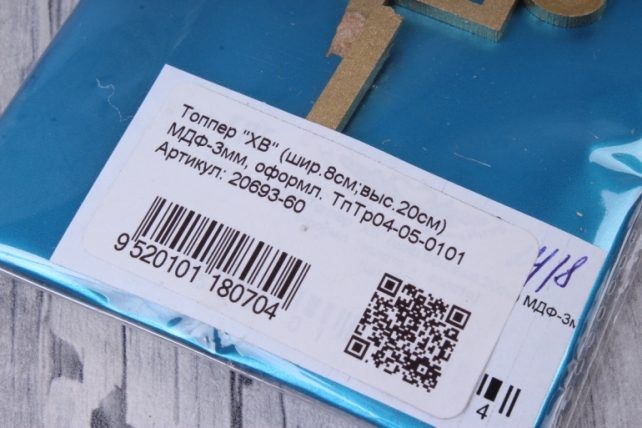 Топпер "ХВ" (шир.8см;выс.20см)
МДФ-3мм, оформл. ТпТр04-05-0101
Артикул: 20693-60
9 520101 180704
МДФ-3м
4